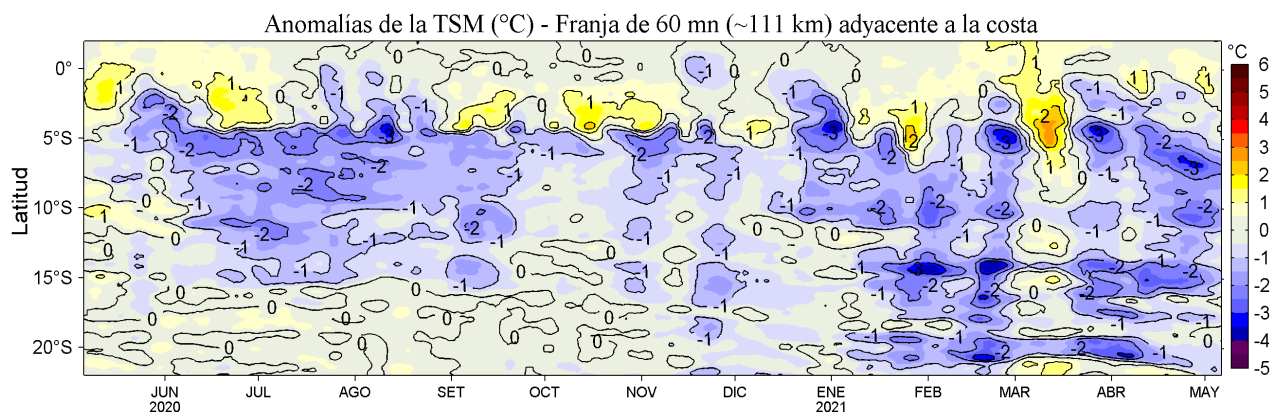 Anomalías de la TSM (°C) - Franja de 60 mn (~111 km) adyacente a la costa
°C
6
5
4
3
2
1
0
-1
-2
-3
-4
-5
Latitud
0°
5°S
10°S
15°S
20°S
JUN JUL AGO SET OCT NOV DIC ENE FEB MAR ABR MAY
2020 2021